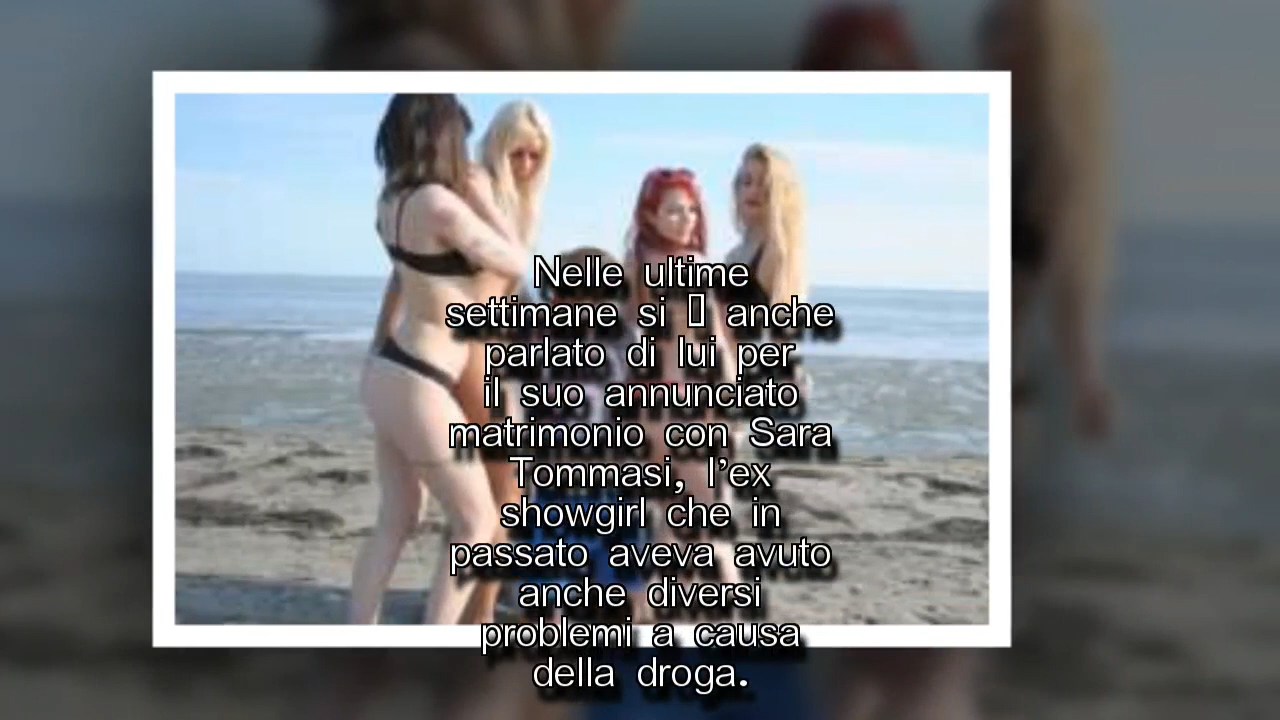 Nelle ultime
settimane si ▯ anche
parlato di lui per
il suo annunciato
matrimonio con Sara
Tommasi, l’ex
showgirl che in
passato aveva avuto
anche diversi
problemi a causa
della droga.